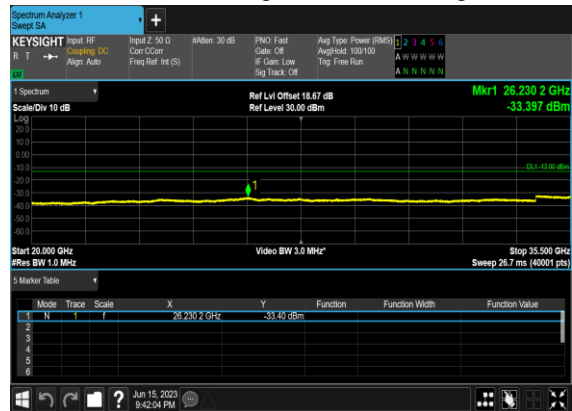 Spectrum Analyzer 1
Swept SA
+
KEYSIGHT Input: RF Input Z: 50 Ω #Atten: 30 dB PNO: Fast Avg Type: Power (RMS) 1 2 3 4 5 6
R T Coupling: DC Corr CCorr Gate: Off Avg|Hold: 100/100 A W W W W W
Align: Auto Freq Ref: Int (S) IF Gain: Low Trig: Free Run
LW Sig Track: Off A N N N N N
1 Spectrum Ref Lvl Offset 18.67 dB Mkr1 26.230 2 GHz
Scale/Div 10 dB Ref Level 30.00 dBm -33.397 dBm
Log
20.0
10.0
0.00
-10.0 DL1 -13.00 dBm
-20.0 1
-30.0
-40.0
-50.0
-60.0
Start 20.000 GHz Video BW 3.0 MHz* Stop 35.500 GHz
#Res BW 1.0 MHz Sweep 26.7 ms (40001 pts)
5 Marker Table
Mode Trace Scale X Y Function Function Width Function Value
1 N 1 f 26.230 2 GHz -33.40 dBm
2
3
4
5
6
? Jun 15, 2023
9:42:04 PM